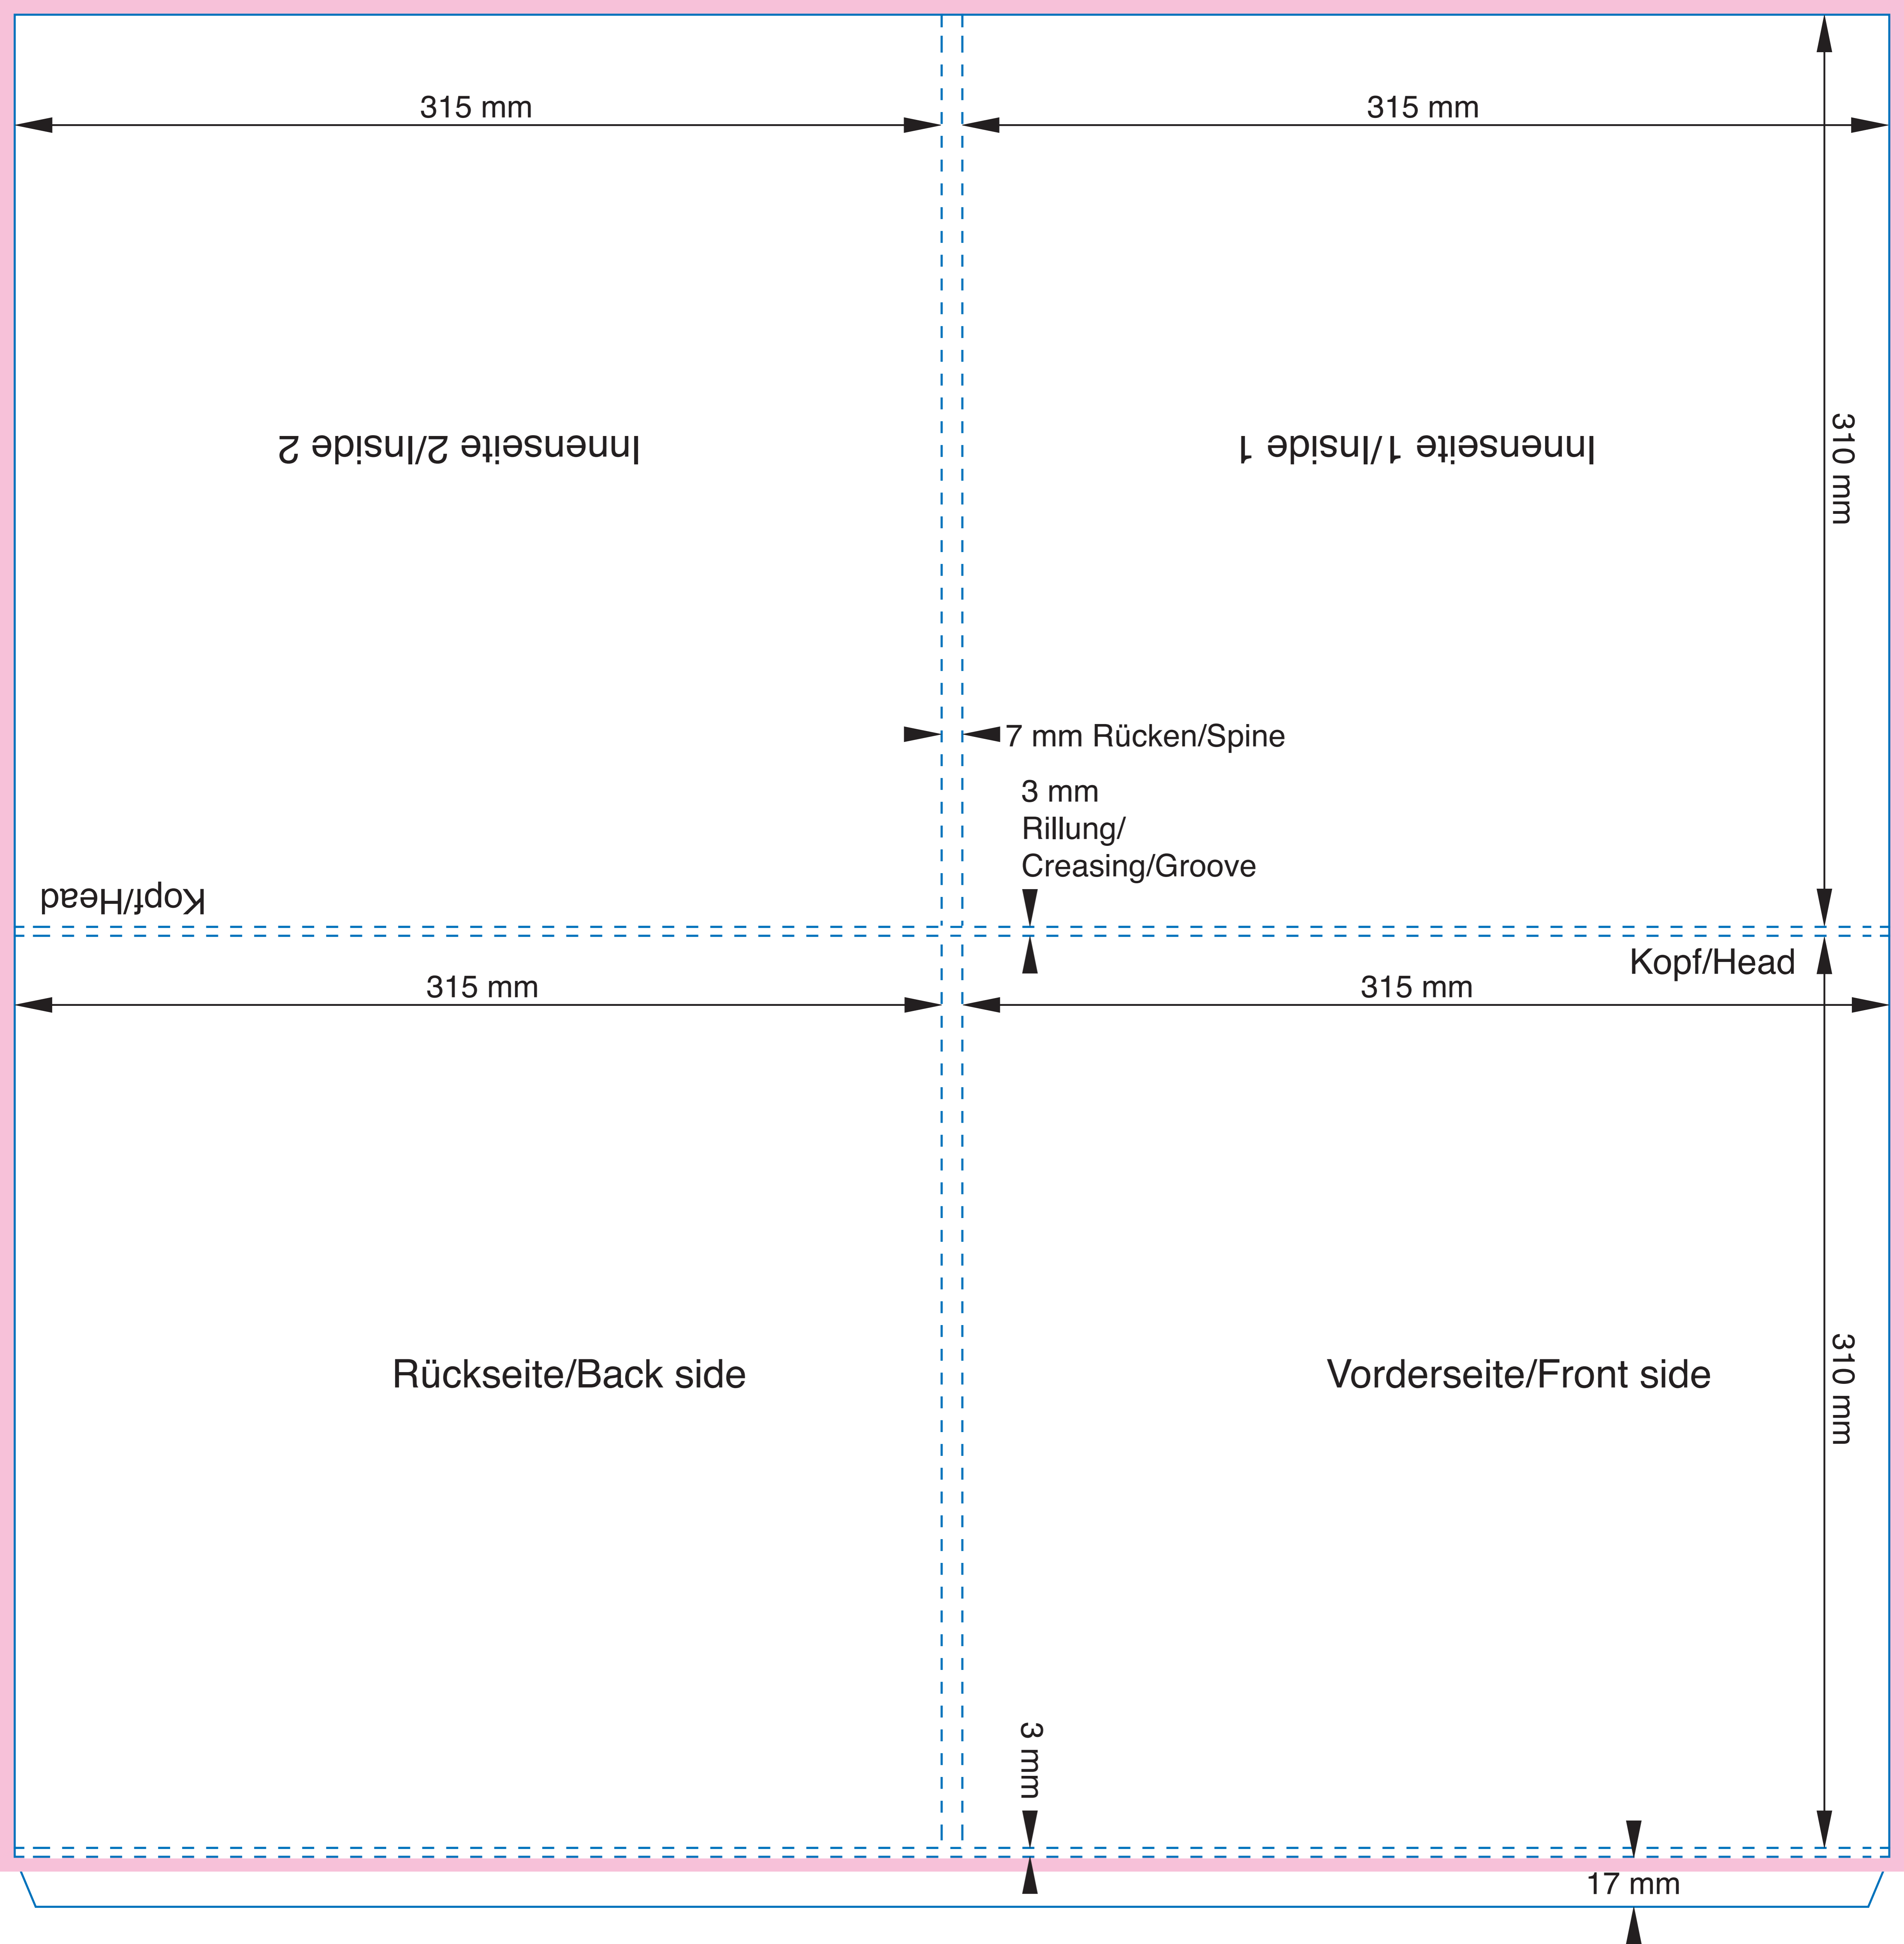 315 mm
315 mm
310 mm
Innenseite 2/Inside 2
Innenseite 1/Inside 1
7 mm Rücken/Spine
3 mm
Rillung/
Creasing/Groove
Kopf/Head
Kopf/Head
315 mm
315 mm
310 mm
Rückseite/Back side
Vorderseite/Front side
3 mm
17 mm